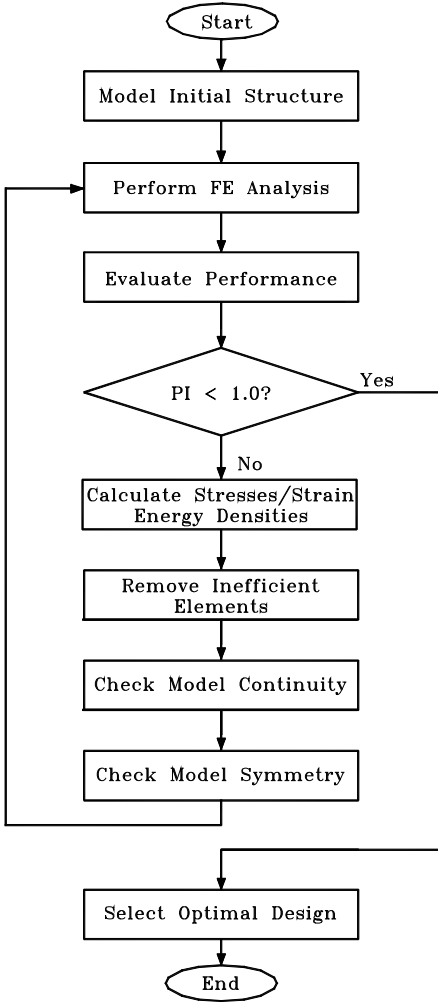 Start
Model Initial Structure
Perform FE Analysis
Evaluate Performance
PI < 1.0?
Yes
No
Calculate Stresses/Strain
Energy Densities
Remove Inefficient
Elements
Check Model Continuity
Check Model Symmetry
Select Optimal Design
End